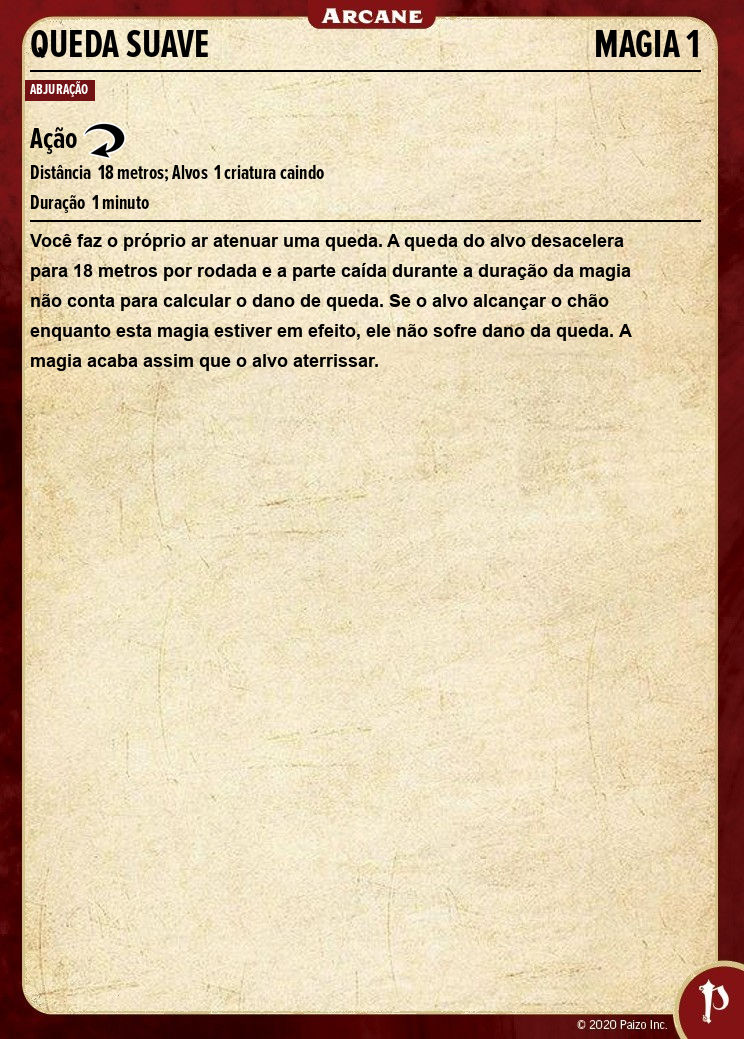 ARCANE
QUEDA SUAVE MAGIA 1
ABJURAÇÃO
Ação
Distância 18 metros; Alvos 1 criatura caindo
Duração 1 minuto
Você faz o próprio ar atenuar uma queda. A queda do alvo desacelera
para 18 metros por rodada e a parte caída durante a duração da magia
não conta para calcular o dano de queda. Se o alvo alcançar o chão
enquanto esta magia estiver em efeito, ele não sofre dano da queda. A
magia acaba assim que o alvo aterrissar.
© 2020 Paizo Inc.